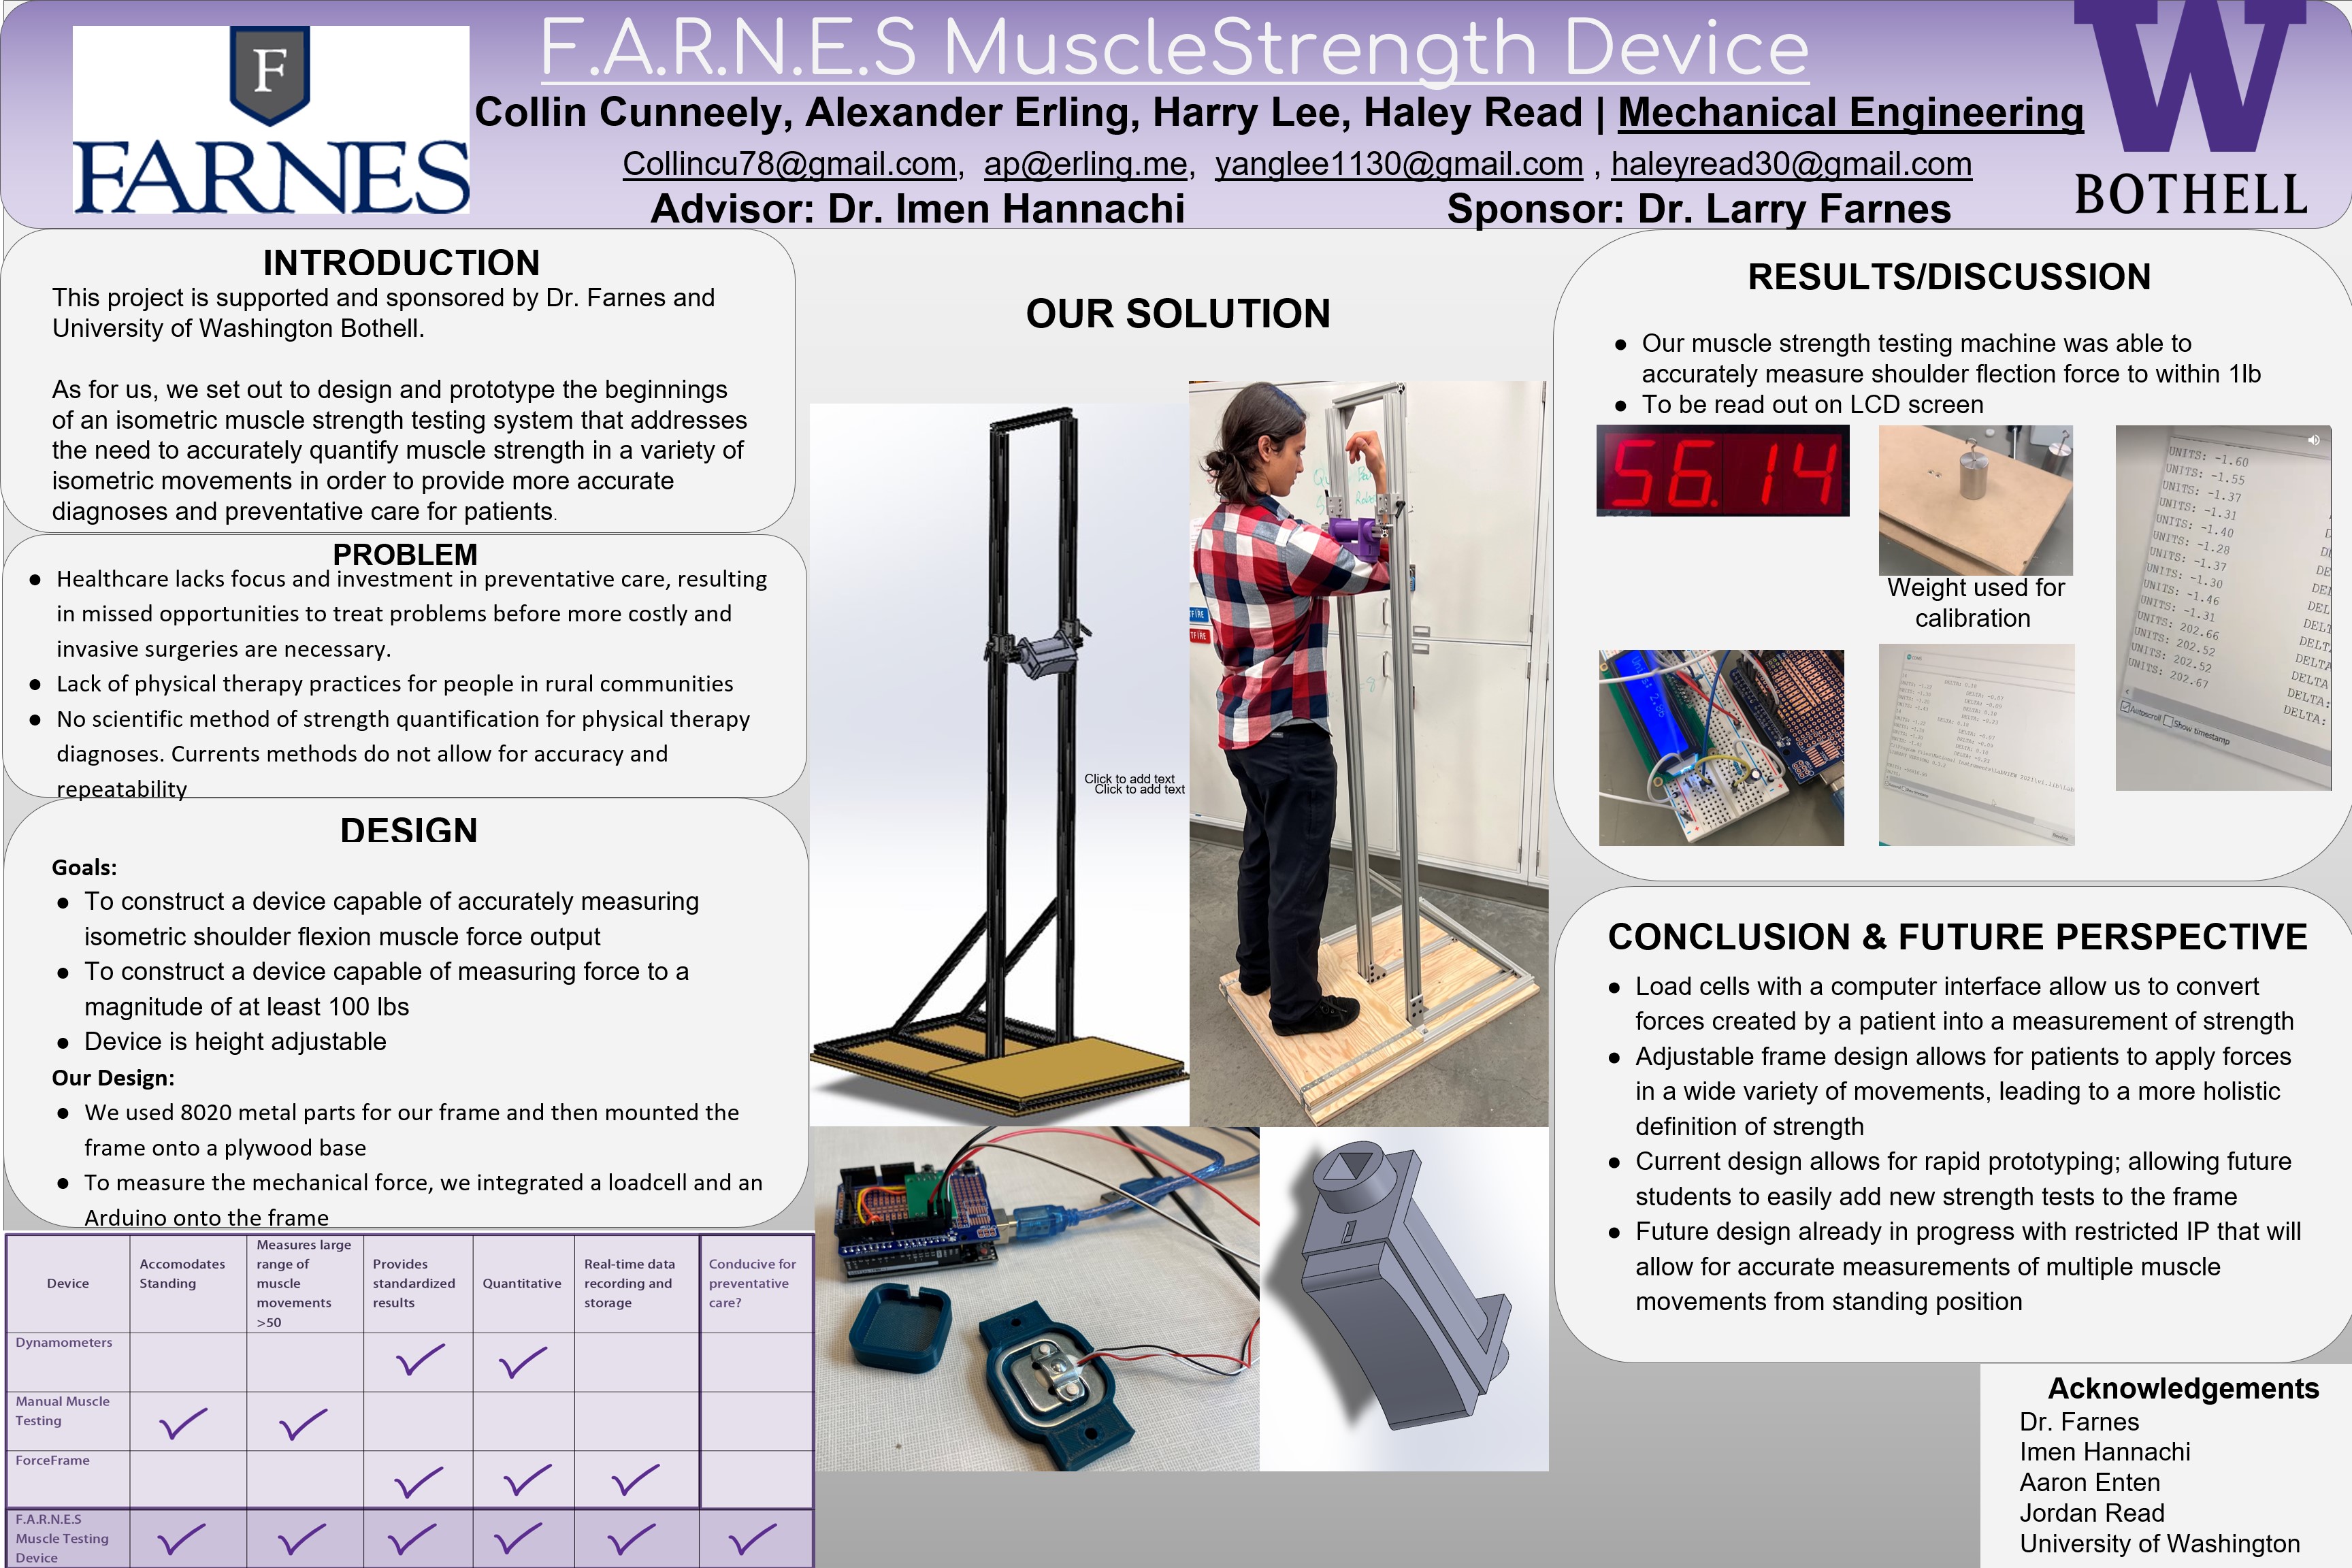 F.A.R.N.E.S MuscleStrength Device
F
FARNES
Collin Cunneely, Alexander Erling, Harry Lee, Haley Read | Mechanical Engineering
Collincu78@gmail.com, ap@erling.me, yanglee1130@gmail.com , haleyread30@gmail.com
Advisor: Dr. Imen Hannachi
Sponsor: Dr. Larry Farnes
W
BOTHELL
INTRODUCTION
This project is supported and sponsored by Dr. Farnes and
University of Washington Bothell.
As for us, we set out to design and prototype the beginnings
of an isometric muscle strength testing system that addresses
the need to accurately quantify muscle strength in a variety of
isometric movements in order to provide more accurate
diagnoses and preventative care for patients.
PROBLEM
● Healthcare lacks focus and investment in preventative care, resulting
in missed opportunities to treat problems before more costly and
invasive surgeries are necessary.
● Lack of physical therapy practices for people in rural communities
● No scientific method of strength quantification for physical therapy
diagnoses. Currents methods do not allow for accuracy and
repeatability
DESIGN
Goals:
● To construct a device capable of accurately measuring
isometric shoulder flexion muscle force output
● To construct a device capable of measuring force to a
magnitude of at least 100 lbs
● Device is height adjustable
Our Design:
● We used 8020 metal parts for our frame and then mounted the
frame onto a plywood base
● To measure the mechanical force, we integrated a loadcell and an
Arduino onto the frame
Device
Accomodates
Standing
Measures large
range of
muscle
movements
>50
Provides
standardized
results
Quantitative
Real-time data
recording and
storage
Conducive for
preventative
care?
Dynamometers
Manual Muscle
Testing
ForceFrame
F.A.R.N.E.S
Muscle Testing
Device
OUR SOLUTION
Click to add text
Click to add text
RESULTS/DISCUSSION
● Our muscle strength testing machine was able to
accurately measure shoulder flection force to within 1lb
● To be read out on LCD screen
56.14
Weight used for
calibration
UNITS: -1.60
UNITS: -1.55
UNITS: -1.37
UNITS: -1.31
UNITS: -1.40
UNITS: -1.28
UNITS: -1.37
UNITS: -1.30
UNITS: -1.46
UNITS: -1.31
UNITS: 202.66
UNITS: 202.52
UNITS: 202.52
UNITS: 202.67
DELTA:
DELTA:
Autoscroll Show timestamp
CONCLUSION & FUTURE PERSPECTIVE
● Load cells with a computer interface allow us to convert
forces created by a patient into a measurement of strength
● Adjustable frame design allows for patients to apply forces
in a wide variety of movements, leading to a more holistic
definition of strength
● Current design allows for rapid prototyping; allowing future
students to easily add new strength tests to the frame
● Future design already in progress with restricted IP that will
allow for accurate measurements of multiple muscle
movements from standing position
Acknowledgements
Dr. Farnes
Imen Hannachi
Aaron Enten
Jordan Read
University of Washington